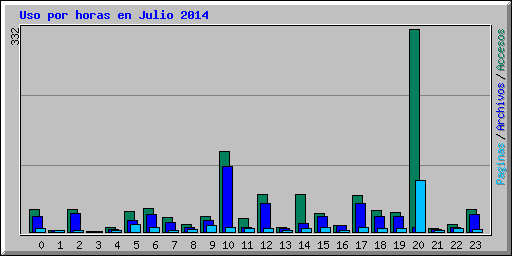 Uso por horas en Julio 2014
332
Paginas / Archivos / Accesos
0 1 2 3 4 5 6 7 8 9 10 11 12 13 14 15 16 17 18 19 20 21 22 23